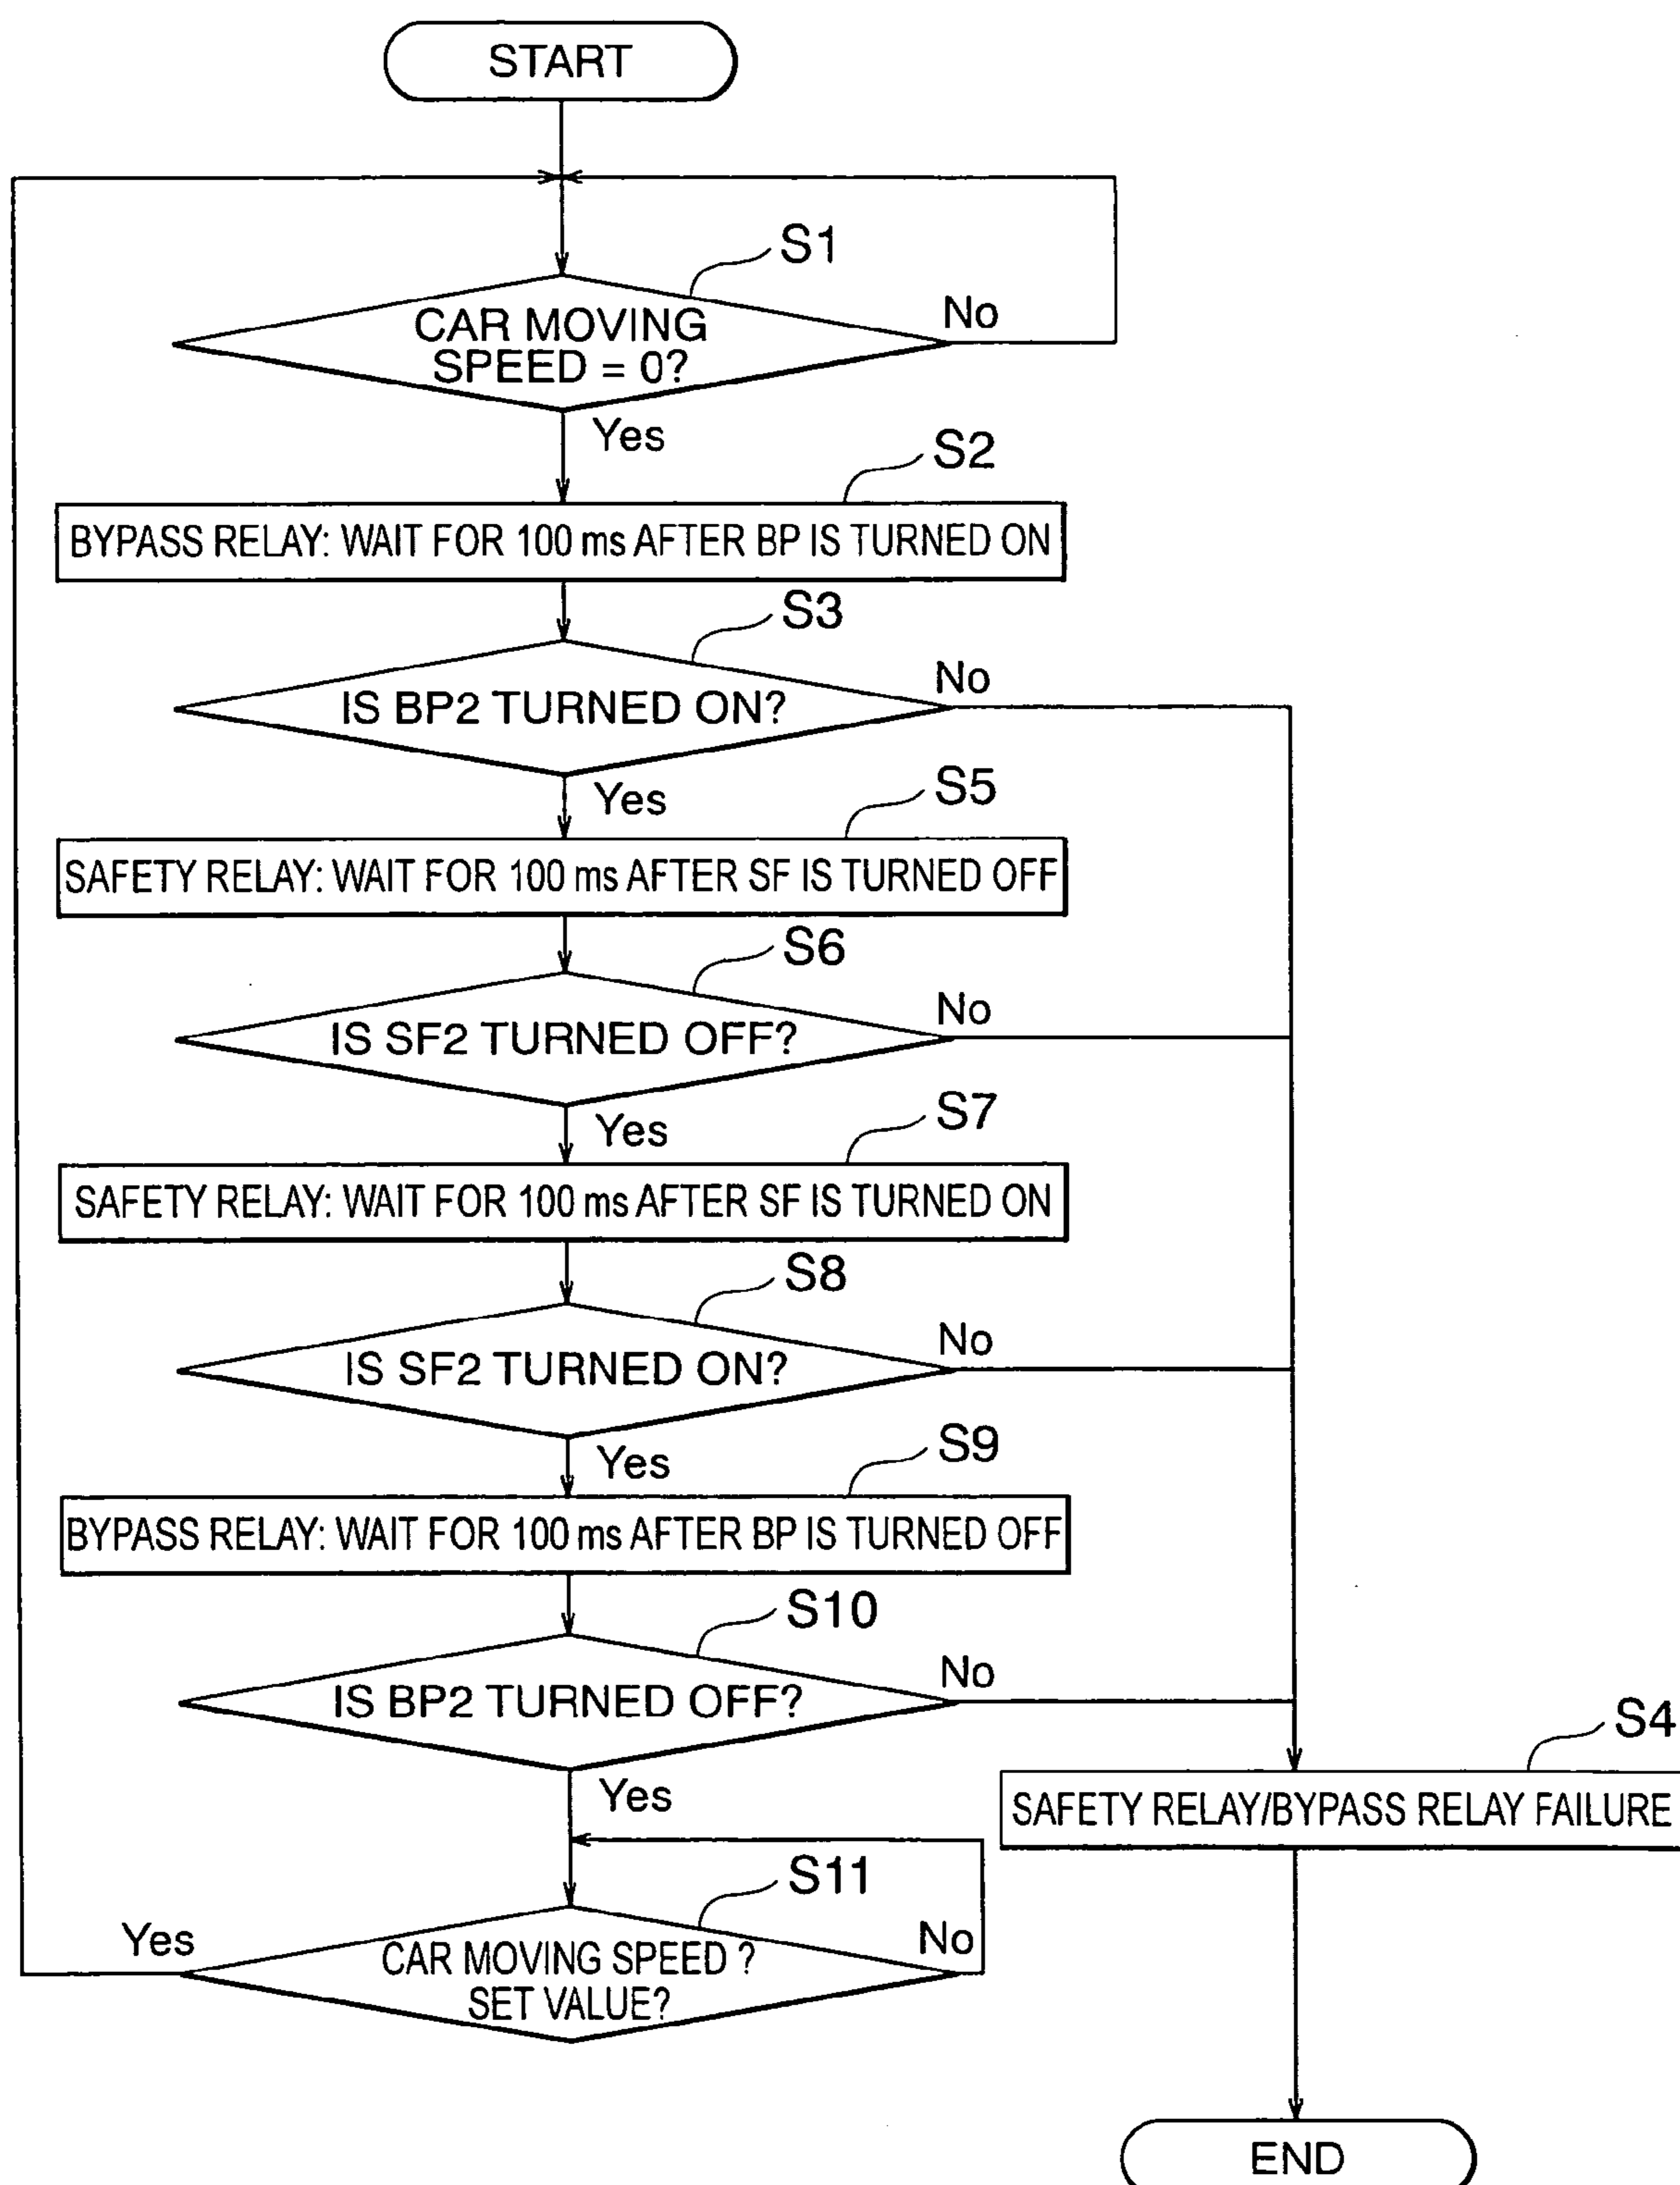 START
S1
CAR MOVING
SPEED = 0?
No
Yes
S2
BYPASS RELAY: WAIT FOR 100 ms AFTER BP IS TURNED ON
S3
IS BP2 TURNED ON?
No
Yes
S5
SAFETY RELAY: WAIT FOR 100 ms AFTER SF IS TURNED OFF
S6
IS SF2 TURNED OFF?
No
Yes
S7
SAFETY RELAY: WAIT FOR 100 ms AFTER SF IS TURNED ON
S8
IS SF2 TURNED ON?
No
Yes
S9
BYPASS RELAY: WAIT FOR 100 ms AFTER BP IS TURNED OFF
S10
IS BP2 TURNED OFF?
No
Yes
S4
SAFETY RELAY/BYPASS RELAY FAILURE
S11
CAR MOVING SPEED ?
SET VALUE?
Yes
No
END